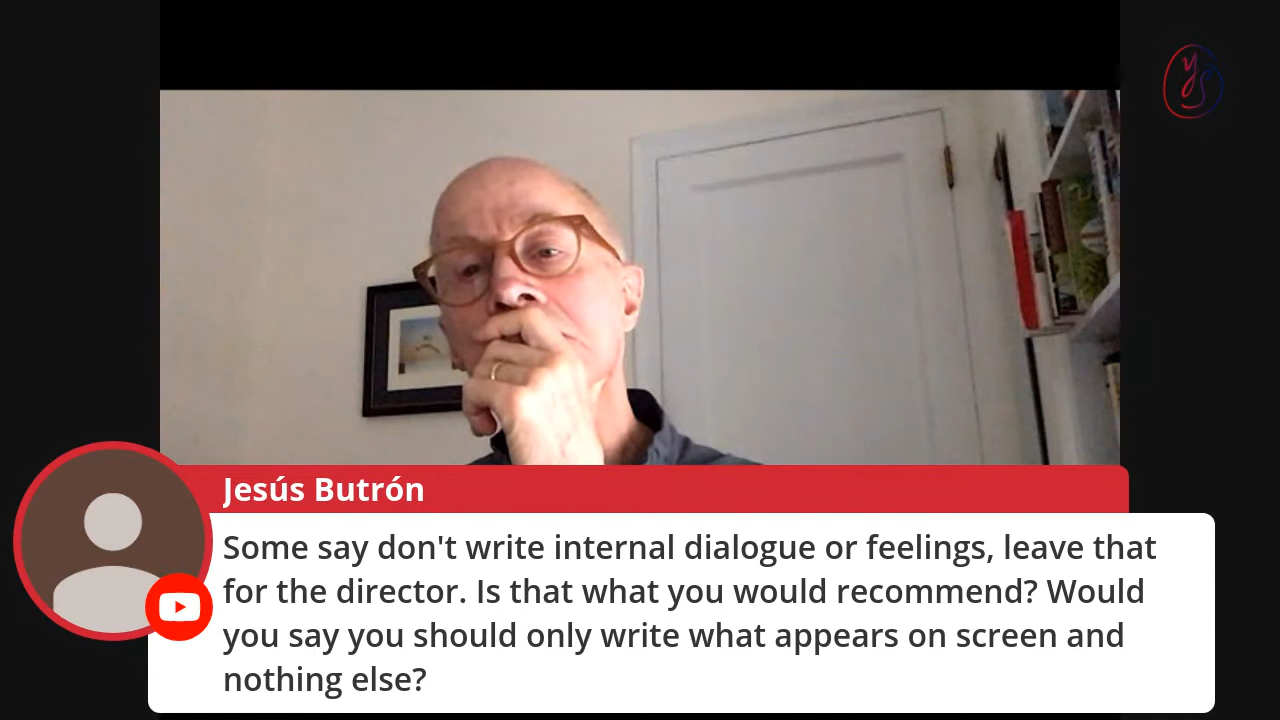 ys
Jesús Butrón
Some say don't write internal dialogue or feelings, leave that
for the director. Is that what you would recommend? Would
you say you should only write what appears on screen and
nothing else?